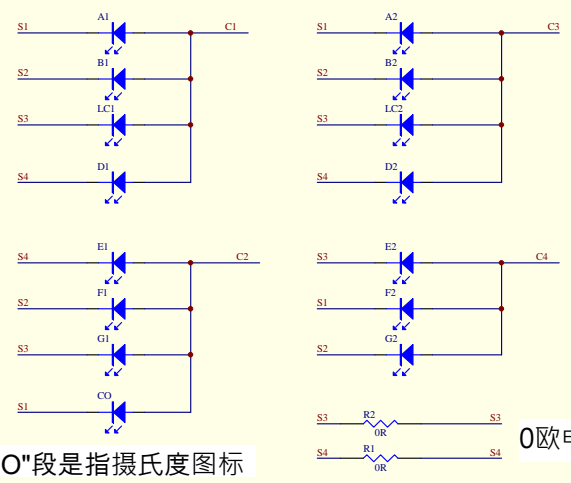 A1 A2
S1 C1 S1 C3
B1 B2
S2 S2
LC1 LC2
S3 S3
D1 D2
S4 S4
E1 E2
S4 C2 S3 C4
F1 F2
S2 S1
G1 G2
S3 S2
CO
S1
R2
S3 S3
0R
R1
S4 S4
0R
0欧
O"段是指摄氏度图标